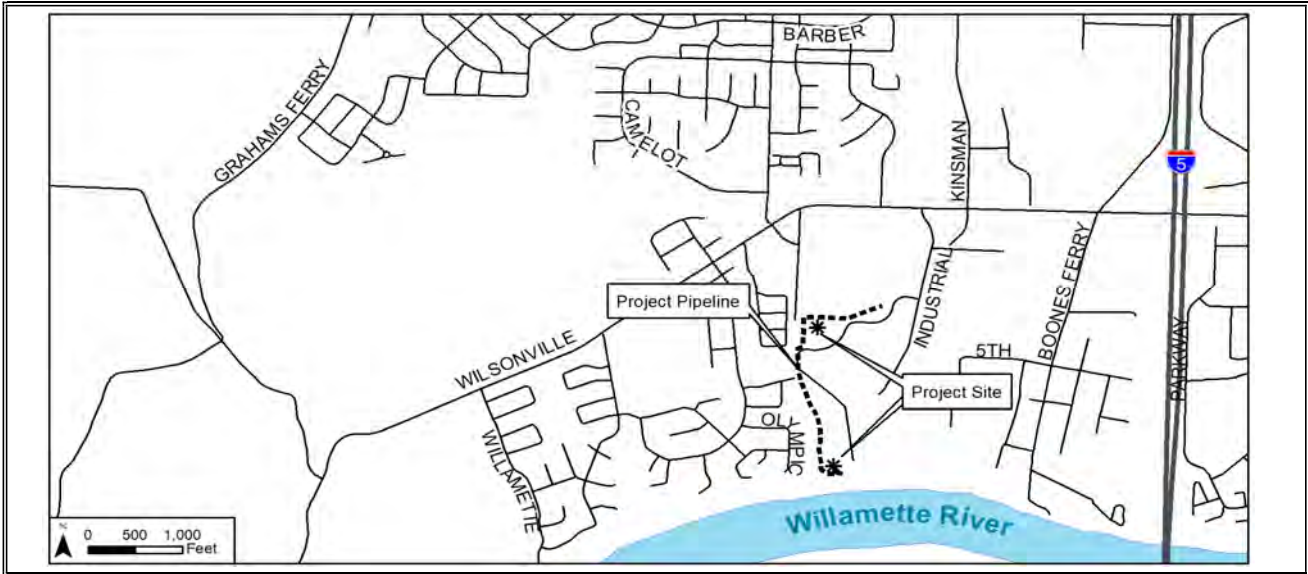 BARBER
GRAHAMS FERRY
CAMELOT
KINSMAN
5
Project Pipeline
INDUSTRIAL
BOONES FERRY
PARKWAY
WILSONVILLE
5TH
Project Site
OLYMPIC
WILLAMETTE
Willamette River
N
0 500 1,000
Feet